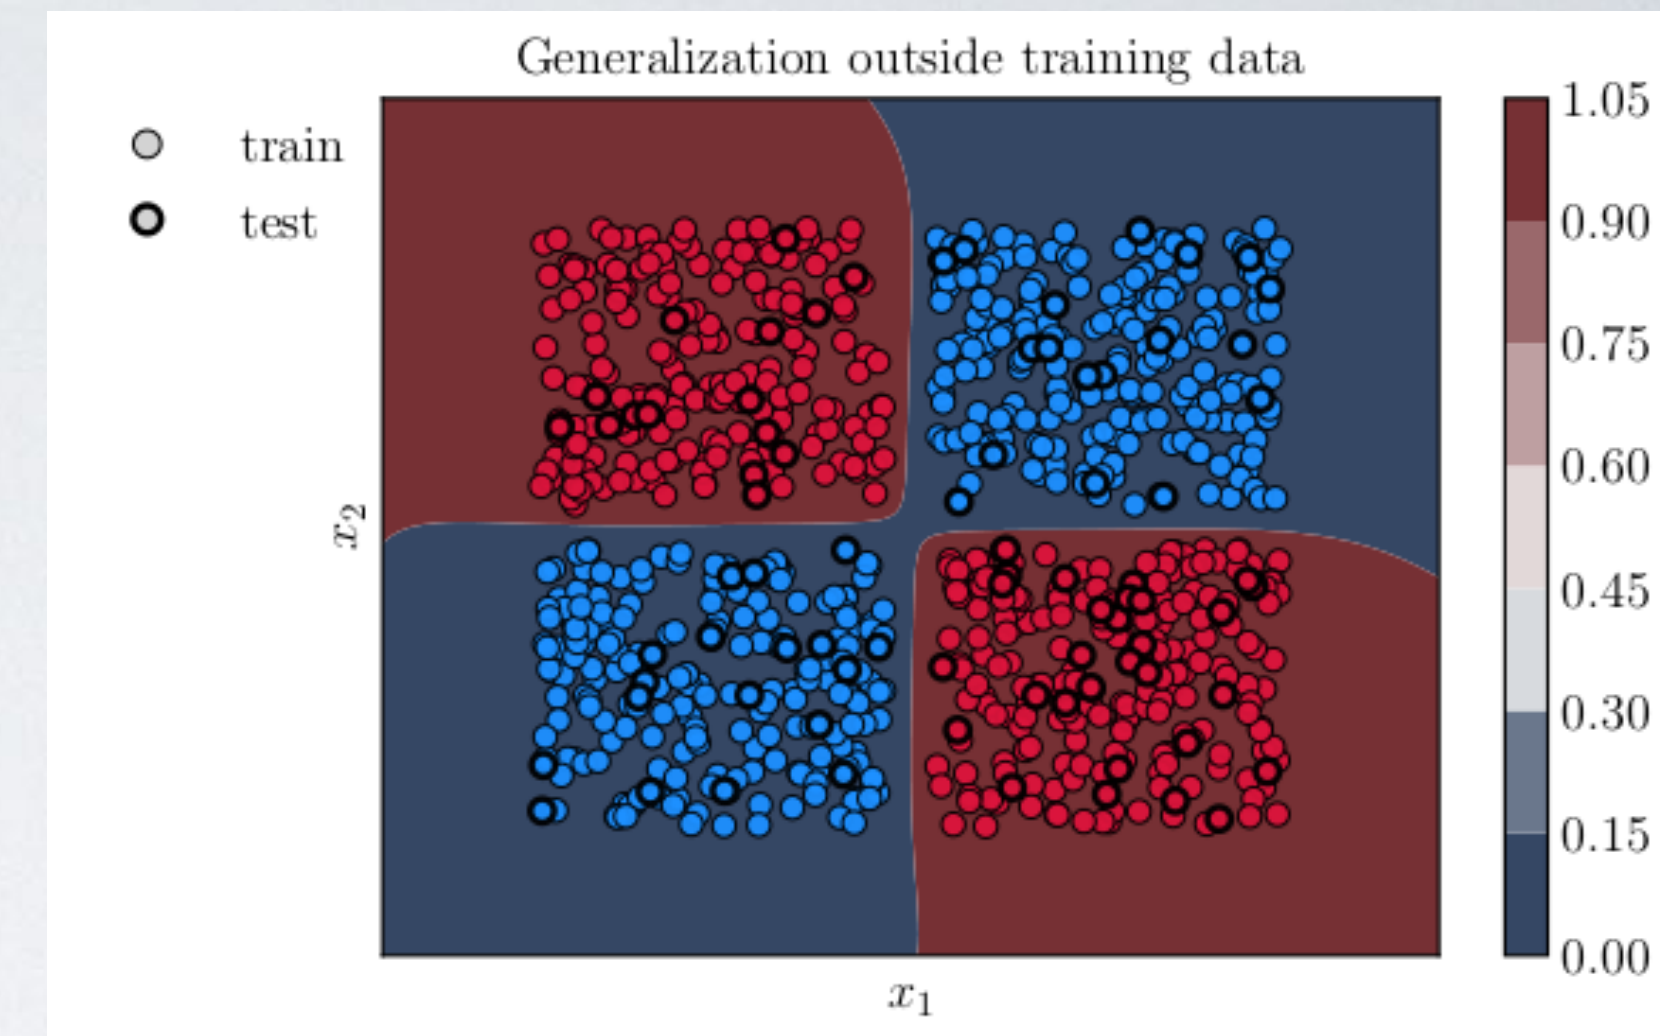 Generalization outside training data
train
test
x₂
x₁
1.05
0.90
0.75
0.60
0.45
0.30
0.15
0.00